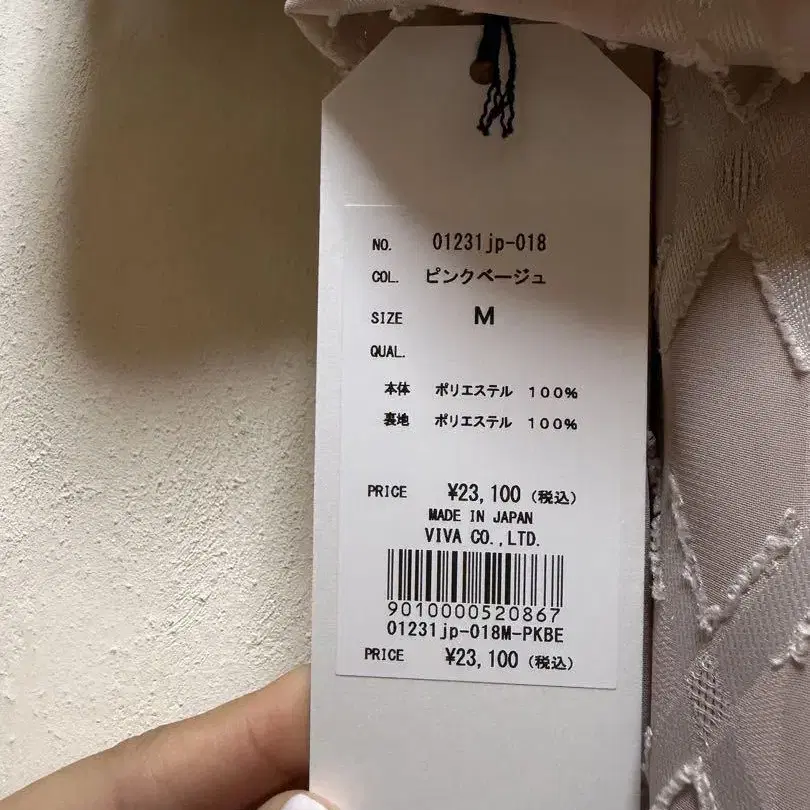 NO. 01231jp-018
COL. ピンクベージュ
SIZE M
QUAL.
本体 ポリエステル 100%
裏地 ポリエステル 100%
PRICE ¥23,100 (税込)
MADE IN JAPAN
VIVA CO.,LTD.
9010000520867
01231jp-018M-PKBE
PRICE ¥23,100 (税込)